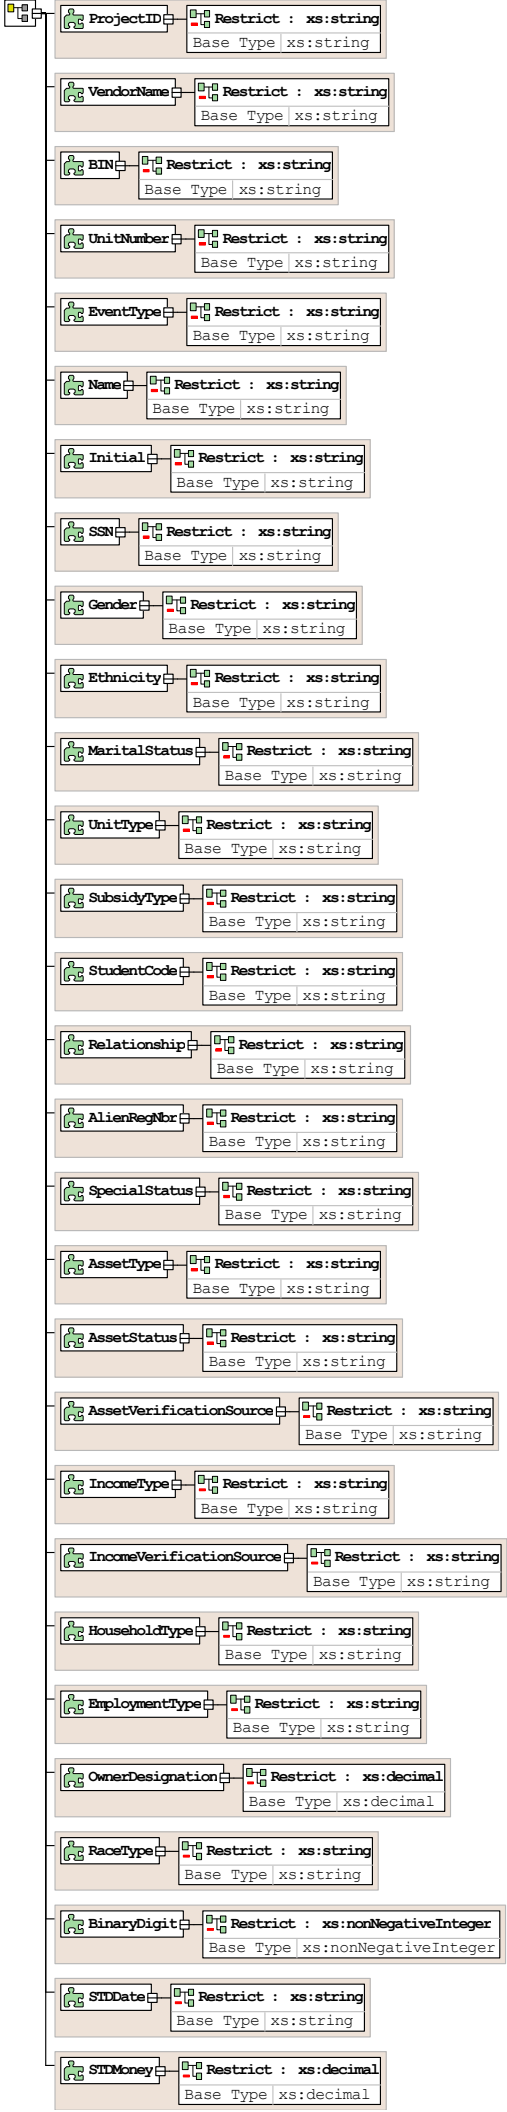 ProjectID Restrict : xs:string
Base Type xs:string
VendorName Restrict : xs:string
Base Type xs:string
BIN Restrict : xs:string
Base Type xs:string
UnitNumber Restrict : xs:string
Base Type xs:string
EventType Restrict : xs:string
Base Type xs:string
Name Restrict : xs:string
Base Type xs:string
Initial Restrict : xs:string
Base Type xs:string
SSN Restrict : xs:string
Base Type xs:string
Gender Restrict : xs:string
Base Type xs:string
Ethnicity Restrict : xs:string
Base Type xs:string
MaritalStatus Restrict : xs:string
Base Type xs:string
UnitType Restrict : xs:string
Base Type xs:string
SubsidyType Restrict : xs:string
Base Type xs:string
StudentCode Restrict : xs:string
Base Type xs:string
Relationship Restrict : xs:string
Base Type xs:string
AlienRegNbr Restrict : xs:string
Base Type xs:string
SpecialStatus Restrict : xs:string
Base Type xs:string
AssetType Restrict : xs:string
Base Type xs:string
AssetStatus Restrict : xs:string
Base Type xs:string
AssetVerificationSource Restrict : xs:string
Base Type xs:string
IncomeType Restrict : xs:string
Base Type xs:string
IncomeVerificationSource Restrict : xs:string
Base Type xs:string
HouseholdType Restrict : xs:string
Base Type xs:string
EmploymentType Restrict : xs:string
Base Type xs:string
OwnerDesignation Restrict : xs:decimal
Base Type xs:decimal
RaceType Restrict : xs:string
Base Type xs:string
BinaryDigit Restrict : xs:nonNegativeInteger
Base Type xs:nonNegativeInteger
STDDate Restrict : xs:string
Base Type xs:string
STDMoney Restrict : xs:decimal
Base Type xs:decimal